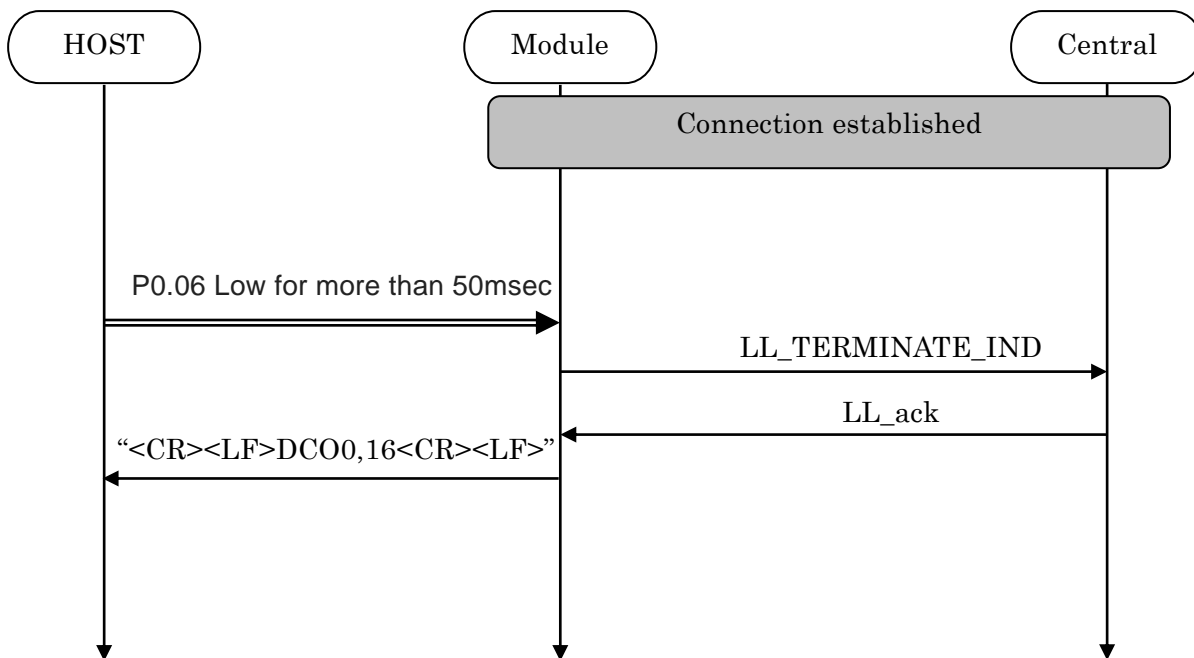 HOST
Module
Central
Connection established
P0.06 Low for more than 50msec
LL_TERMINATE_IND
LL_ack
“<CR><LF>DCO0,16<CR><LF>”